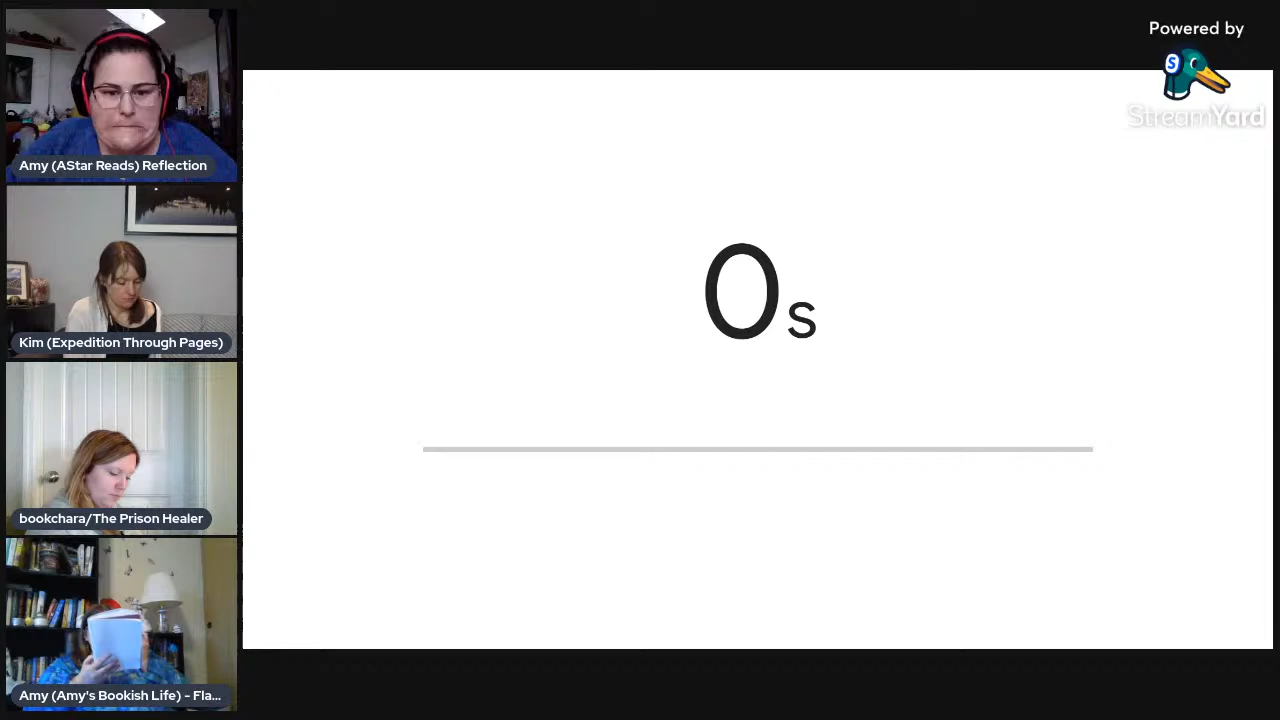 Powered by
StreamYard
Amy (AStar Reads) Reflection
0s
Kim (Expedition Through Pages)
bookchara/The Prison Healer
Amy (Amy's Bookish Life) - Fla...